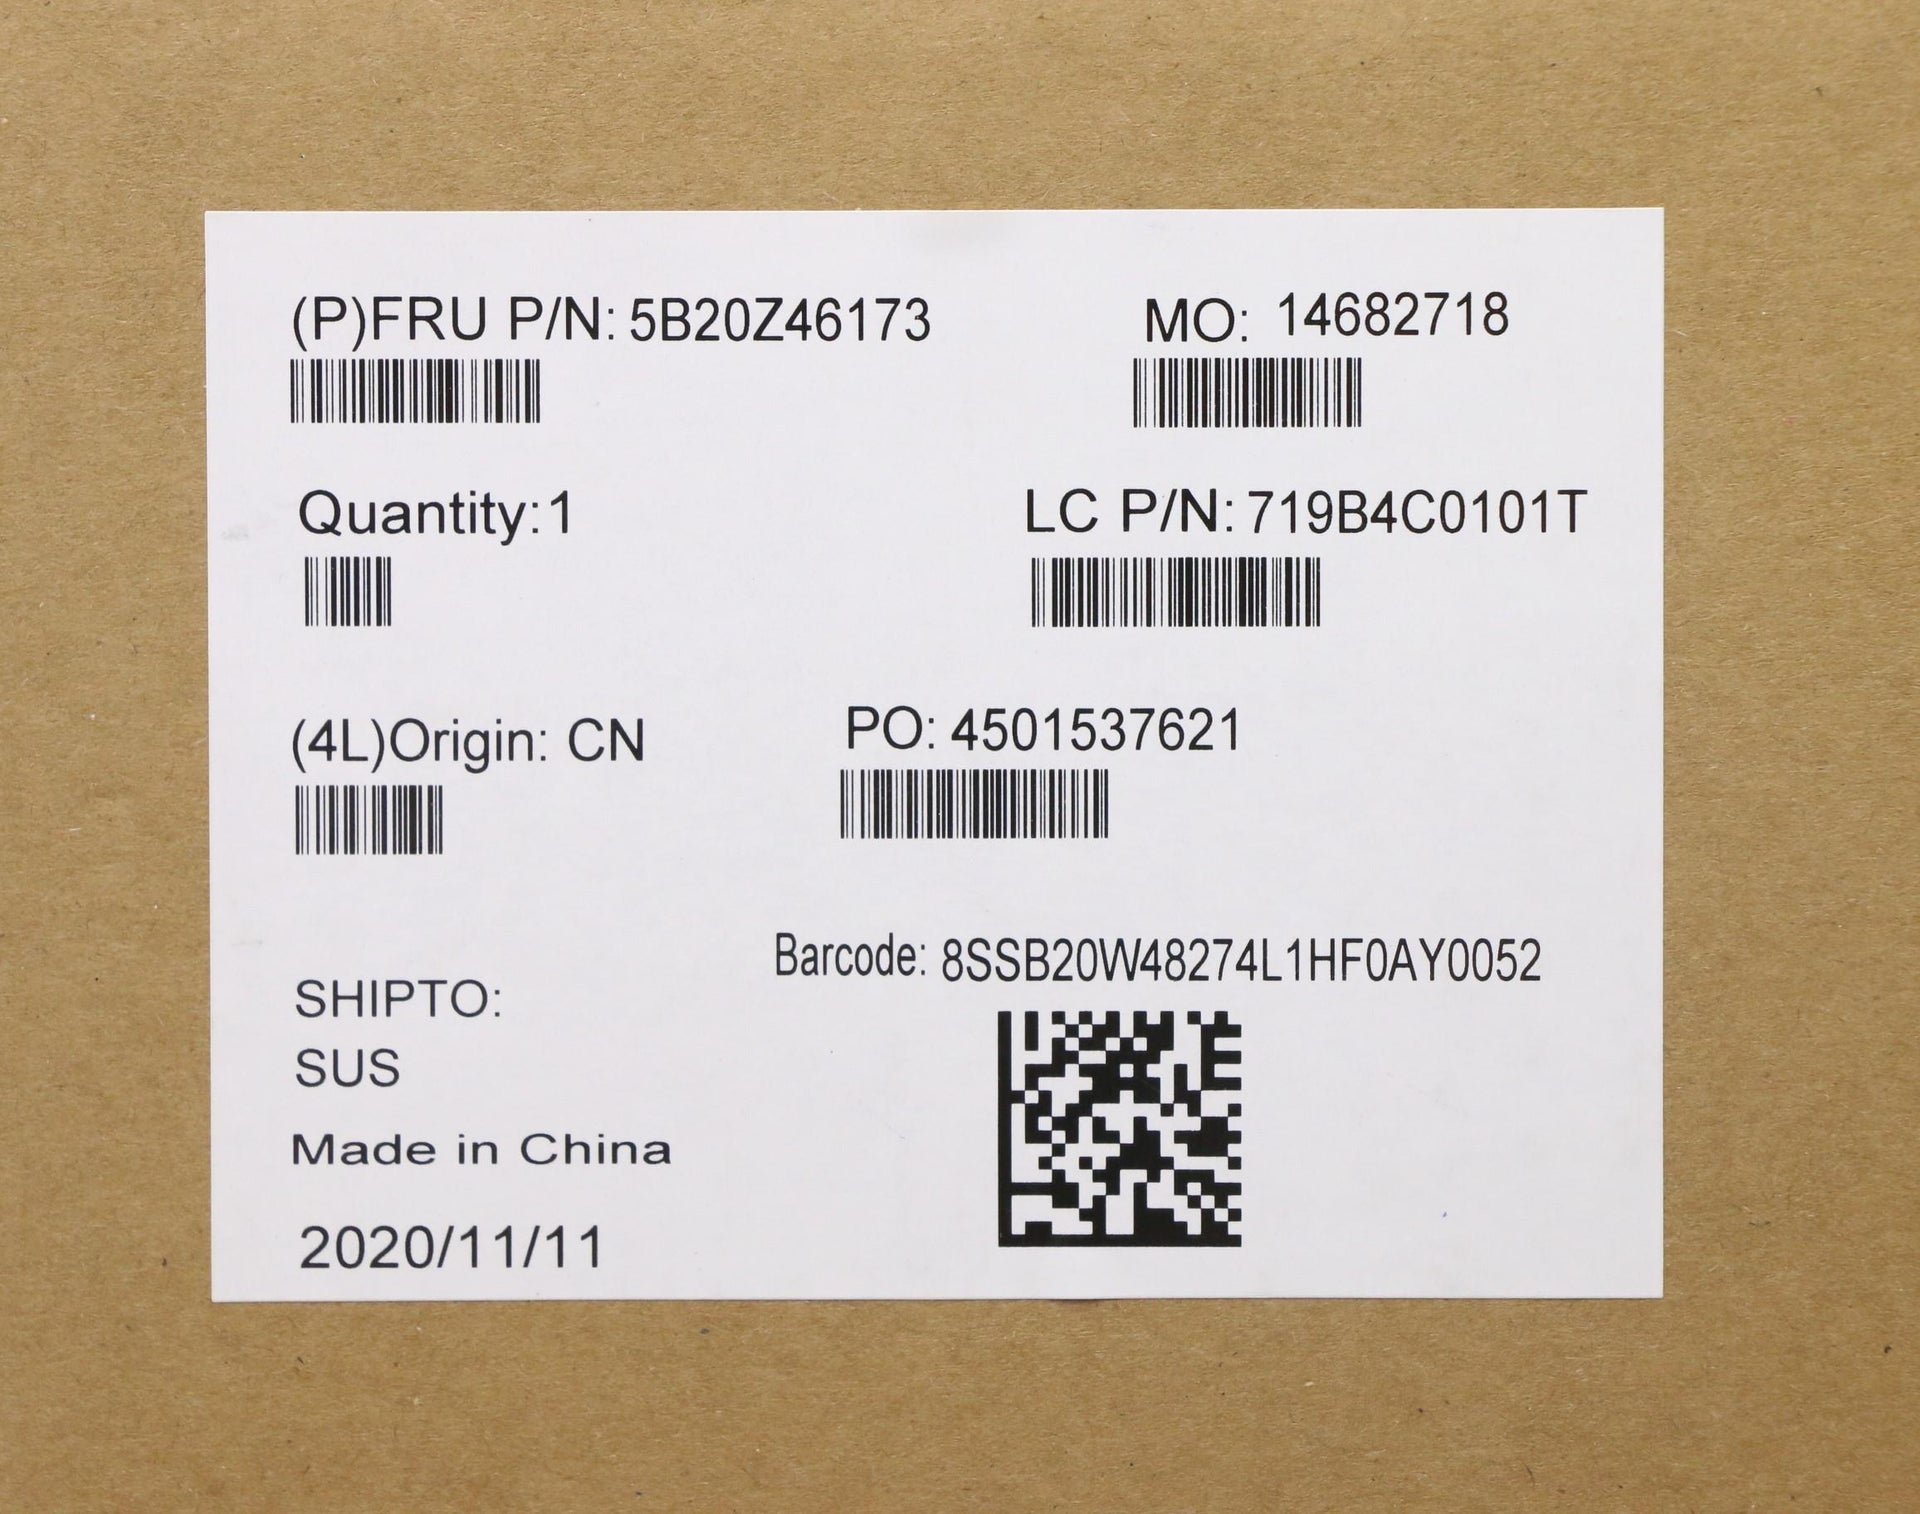 (P)FRU P/N: 5B20Z46173
MO: 14682718
Quantity:1
LC P/N: 719B4C0101T
(4L)Origin: CN
PO: 4501537621
Barcode: 8SSB20W48274L1HF0AY0052
SHIPTO:
SUS
Made in China
2020/11/11